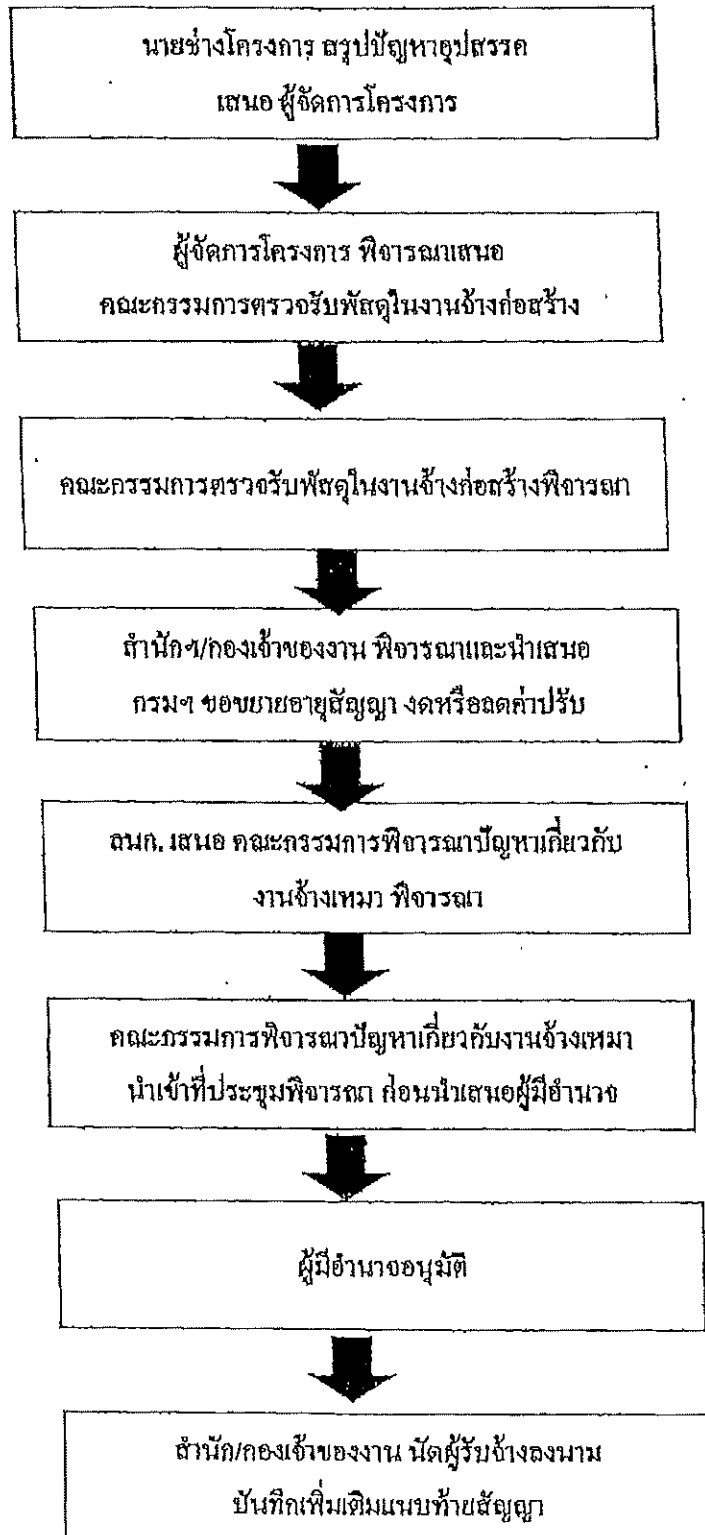 นายช่างโครงการ สรุปปัญหาอุปสรรค
เสนอ ผู้จัดการโครงการ
ผู้จัดการโครงการ พิจารณาเสนอ
คณะกรรมการตรวจรับพัสดุในงานจ้างก่อสร้าง
คณะกรรมการตรวจรับพัสดุในงานจ้างก่อสร้างพิจารณา
สำนักฯ/กองเจ้าของงาน พิจารณาและนำเสนอ
กรมฯ ขอขยายอายุสัญญา งดหรือลดค่าปรับ
สนก. เสนอ คณะกรรมการพิจารณาปัญหาเกี่ยวกับ
งานจ้างเหมา พิจารณา
คณะกรรมการพิจารณาปัญหาเกี่ยวกับงานจ้างเหมา
นำเข้าที่ประชุมพิจารณา ก่อนนำเสนอผู้มีอำนาจ
ผู้มีอำนาจอนุมัติ
สำนัก/กองเจ้าของงาน นัดผู้รับจ้างลงนาม
บันทึกเพิ่มเติมแนบท้ายสัญญา